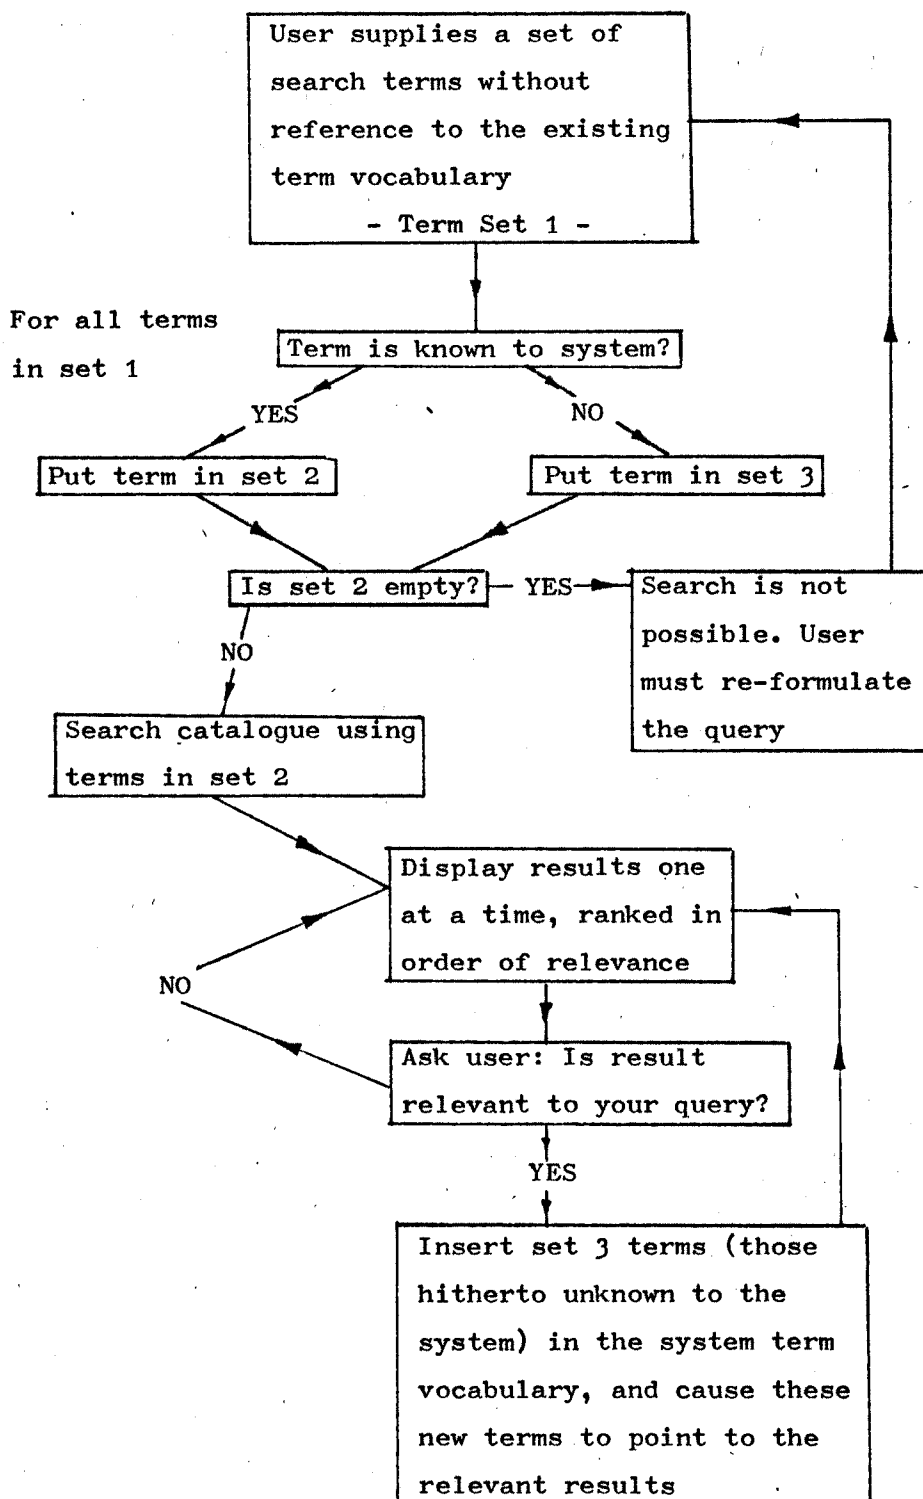 User supplies a set of
search terms without
reference to the existing
term vocabulary
- Term Set 1 -
For all terms
in set 1
Term is known to system?
YES
NO
Put term in set 2
Put term in set 3
Is set 2 empty?
YES
Search is not
possible. User
must re-formulate
the query
NO
Search catalogue using
terms in set 2
Display results one
at a time, ranked in
order of relevance
NO
Ask user: Is result
relevant to your query?
YES
Insert set 3 terms (those
hitherto unknown to the
system) in the system term
vocabulary, and cause these
new terms to point to the
relevant results